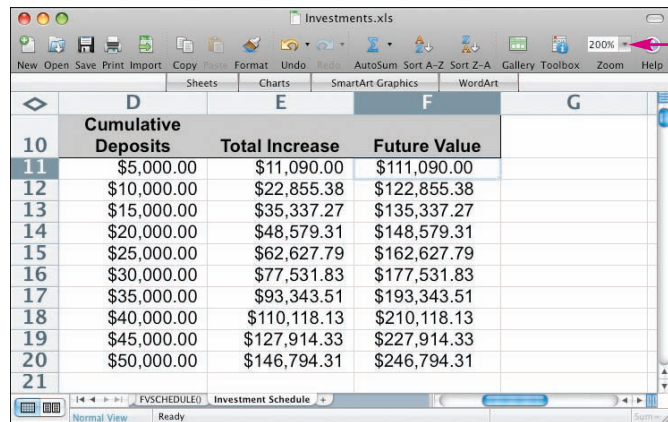 Investments.xls
200%
New Open Save Print Import Copy Paste Format Undo Redo AutoSum Sort A-Z Sort Z-A Gallery Toolbox Zoom Help
Sheets Charts SmartArt Graphics WordArt
D E F G
10 Cumulative Deposits Total Increase Future Value
11 $5,000.00 $11,090.00 $111,090.00
12 $10,000.00 $22,855.38 $122,855.38
13 $15,000.00 $35,337.27 $135,337.27
14 $20,000.00 $48,579.31 $148,579.31
15 $25,000.00 $62,627.79 $162,627.79
16 $30,000.00 $77,531.83 $177,531.83
17 $35,000.00 $93,343.51 $193,343.51
18 $40,000.00 $110,118.13 $210,118.13
19 $45,000.00 $127,914.33 $227,914.33
20 $50,000.00 $146,794.31 $246,794.31
21
FVSCHEDULE() Investment Schedule
Normal View Ready Sum=